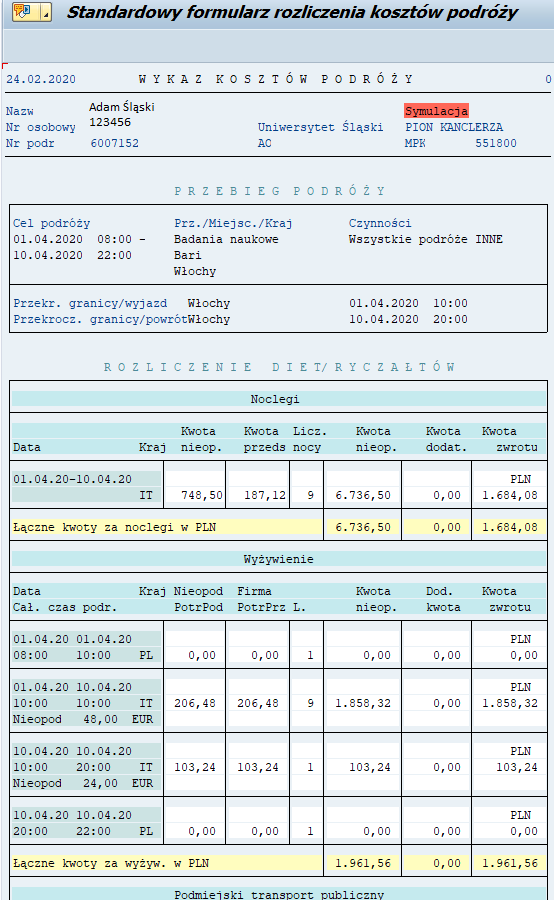 Standardowy formularz rozliczenia kosztów podróży
24.02.2020 WYKAZ KOSZTÓW PODRÓŻY 0
Nazw Adam Śląski Symulacja
Nr osobowy 123456 Uniwersytet Śląski PION KANCLERZA
Nr podr 6007152 AC MPK 551800
PRZEBIEG PODRÓŻY
Cel podróży Prz./Miejsc./Kraj Czynności
01.04.2020 08:00 - Badania naukowe Wszystkie podróże INNE
10.04.2020 22:00 Bari
Włochy
Przekr. granicy/wyjazd Włochy 01.04.2020 10:00
Przekrocz. granicy/powrótWłochy 10.04.2020 20:00
ROZLICZENIE DIET/RYCZAŁTÓW
Noclegi
Kwota Kwota Licz. Kwota Kwota Kwota
Data Kraj nieop. przeds nocy nieop. dodat. zwrotu
01.04.20-10.04.20 PLN
IT 748,50 187,12 9 6.736,50 0,00 1.684,08
Łączne kwoty za noclegi w PLN 6.736,50 0,00 1.684,08
Wyżywienie
Data Kraj Nieopod Firma Kwota Dod. Kwota
Cał. czas podr. PotrPod PotrPrz L. nieop. kwota zwrotu
01.04.20 01.04.20 PLN
08:00 10:00 PL 0,00 0,00 1 0,00 0,00 0,00
01.04.20 10.04.20 PLN
10:00 10:00 IT 206,48 206,48 9 1.858,32 0,00 1.858,32
Nieopod 48,00 EUR
10.04.20 10.04.20 PLN
10:00 20:00 IT 103,24 103,24 1 103,24 0,00 103,24
Nieopod 24,00 EUR
10.04.20 10.04.20 PLN
20:00 22:00 PL 0,00 0,00 1 0,00 0,00 0,00
Łączne kwoty za wyżyw. w PLN 1.961,56 0,00 1.961,56
Podmiejski transport publiczny